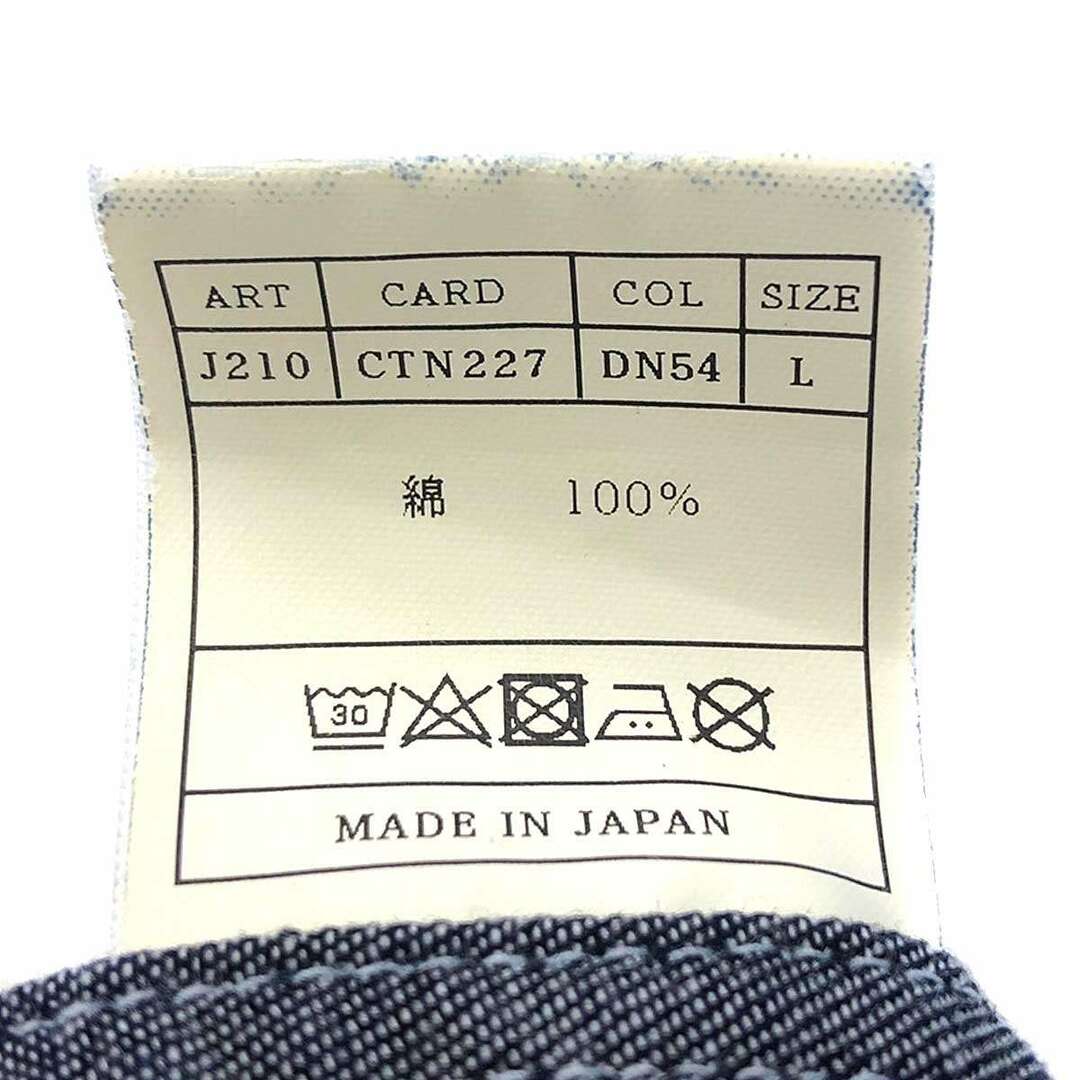 ART CARD COL SIZE
J210 CTN227 DN54 L
綿 100%
30
MADE IN JAPAN